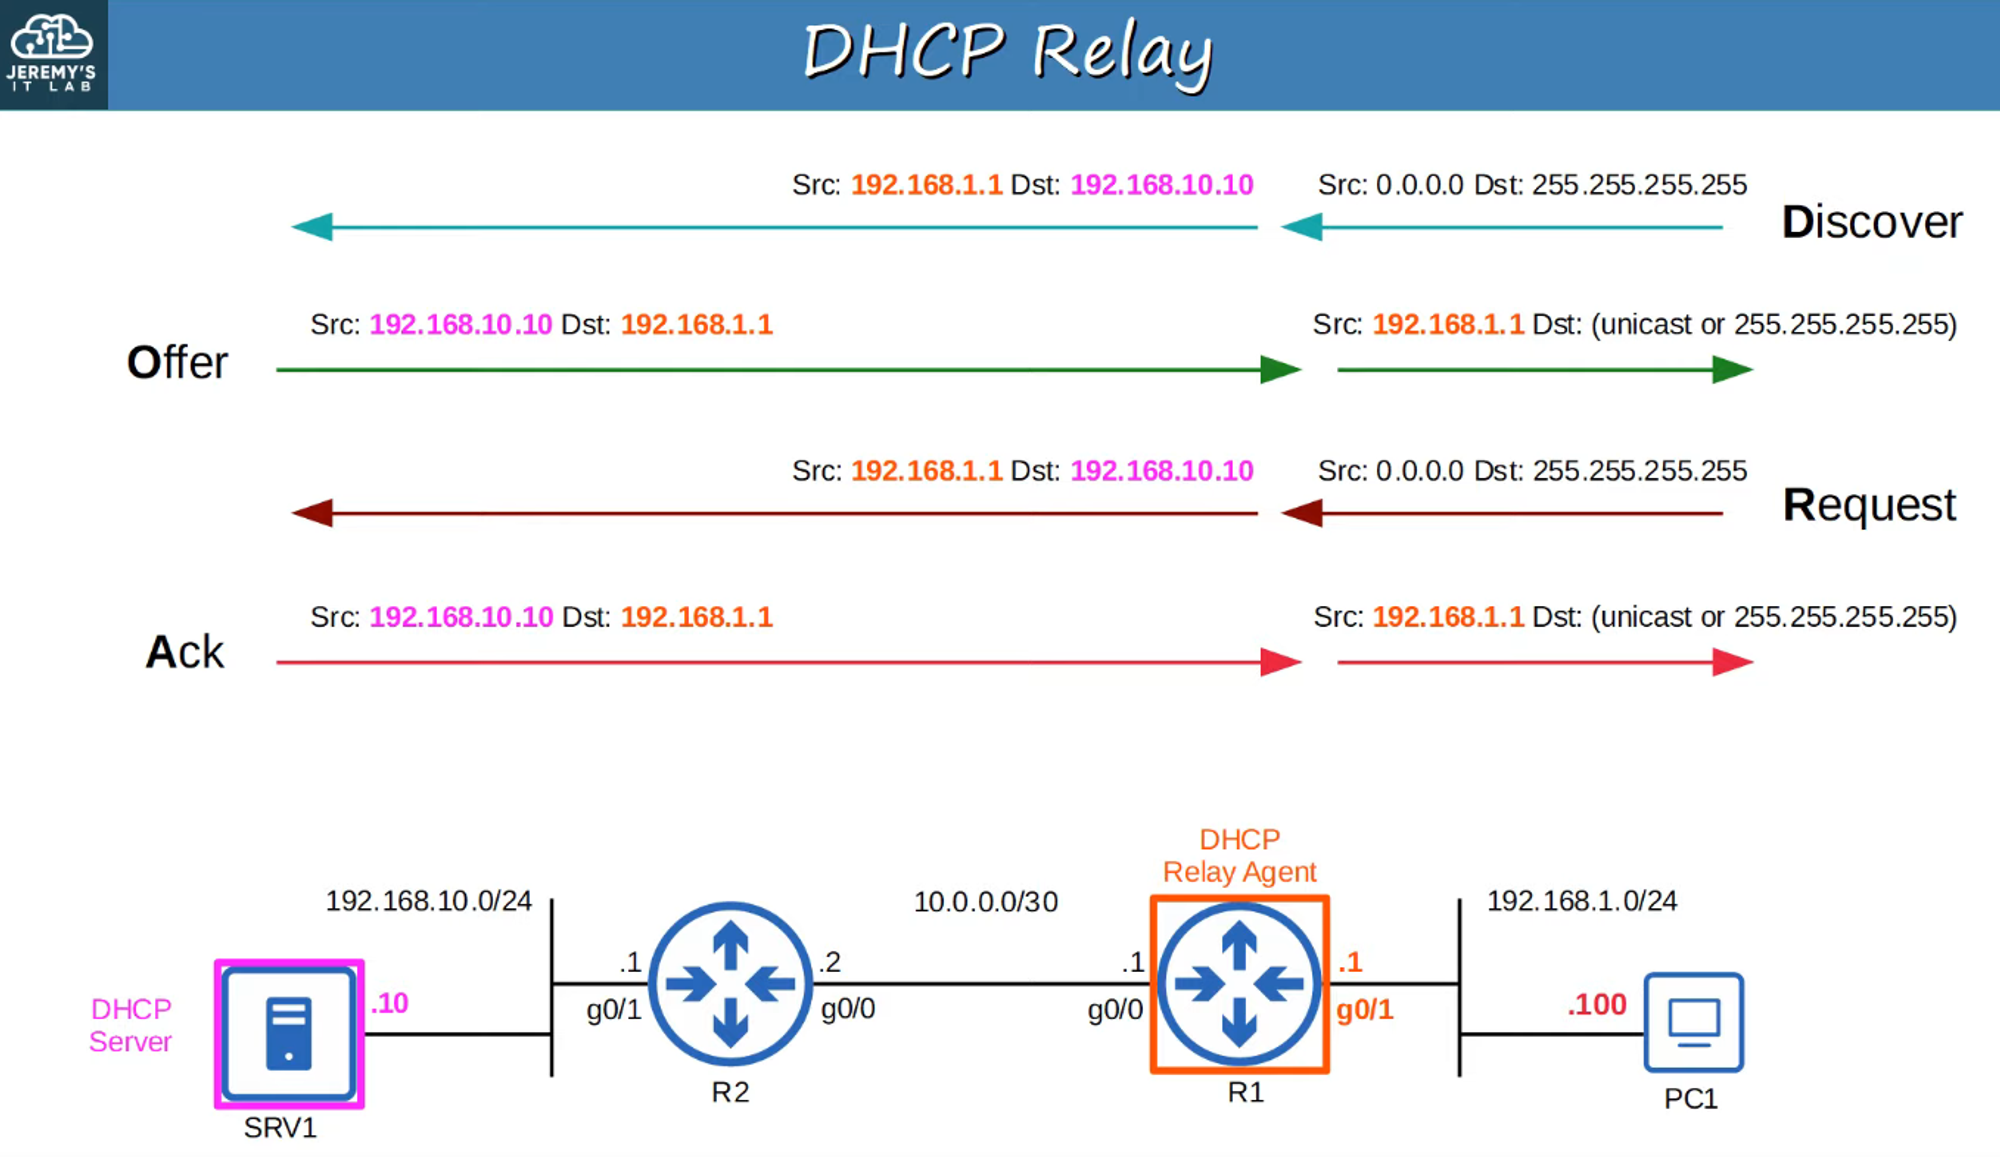 JEREMY'S
IT LAB
DHCP Relay
Src: 192.168.1.1 Dst: 192.168.10.10
Src: 0.0.0.0 Dst: 255.255.255.255
Discover
Src: 192.168.10.10 Dst: 192.168.1.1
Src: 192.168.1.1 Dst: (unicast or 255.255.255.255)
Offer
Src: 192.168.1.1 Dst: 192.168.10.10
Src: 0.0.0.0 Dst: 255.255.255.255
Request
Src: 192.168.10.10 Dst: 192.168.1.1
Src: 192.168.1.1 Dst: (unicast or 255.255.255.255)
Ack
DHCP
Relay Agent
192.168.10.0/24
10.0.0.0/30
192.168.1.0/24
.1
.2
.1
.1
DHCP
Server
.10
g0/1
g0/0
g0/0
g0/1
.100
R2
R1
PC1
SRV1